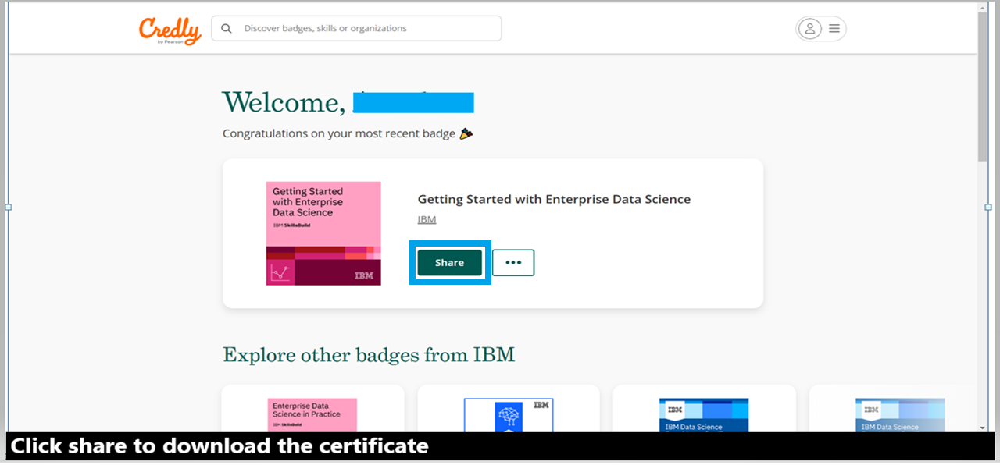 Credly
by Pearson
Discover badges, skills or organizations
Welcome,
Congratulations on your most recent badge
Getting Started
with Enterprise
Data Science
IBM SkillsBuild
IBM
Getting Started with Enterprise Data Science
IBM
Share
Explore other badges from IBM
Enterprise Data
Science in Practice
IBM SkillsBuild
IBM
IBM
IBM Data Science
IBM
IBM Data Science
Click share to download the certificate